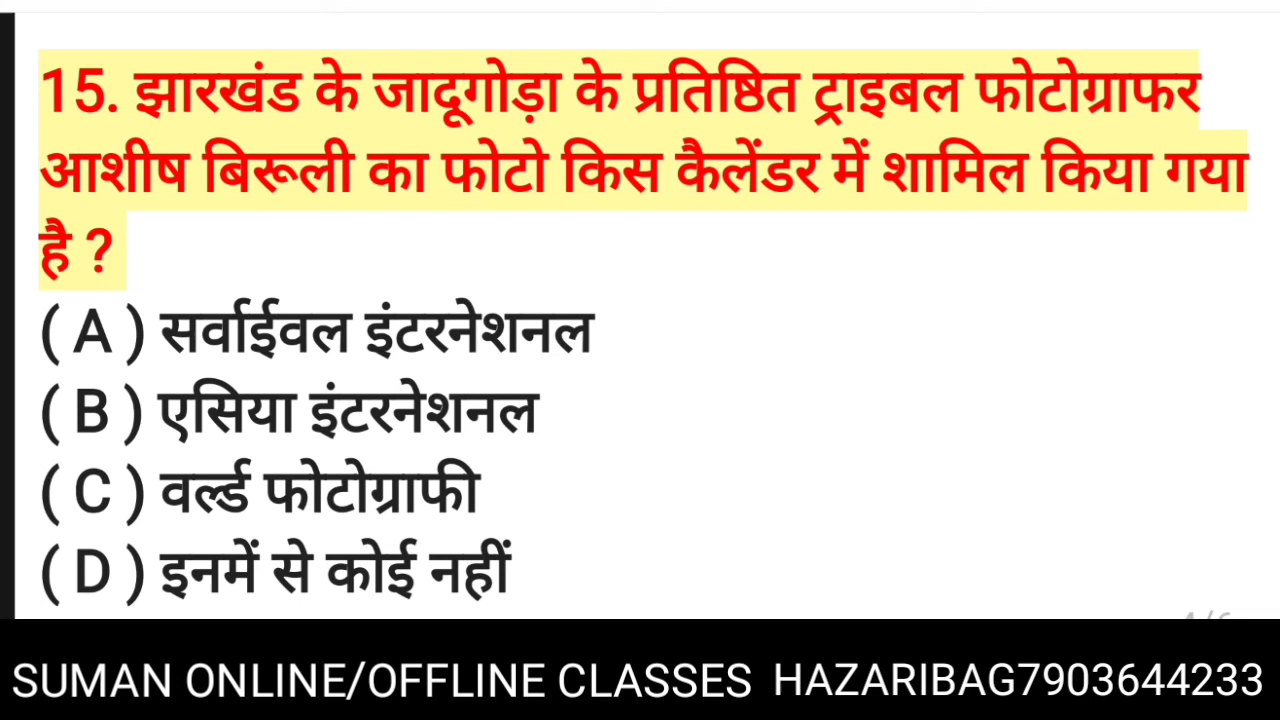 15. झारखंड के जादूगोड़ा के प्रतिष्ठित ट्राइबल फोटोग्राफर
आशीष बिरूली का फोटो किस कैलेंडर में शामिल किया गया
है ?
( A ) सर्वाईवल इंटरनेशनल
( B ) एसिया इंटरनेशनल
( C ) वर्ल्ड फोटोग्राफी
( D ) इनमें से कोई नहीं
SUMAN ONLINE/OFFLINE CLASSES HAZARIBAG7903644233